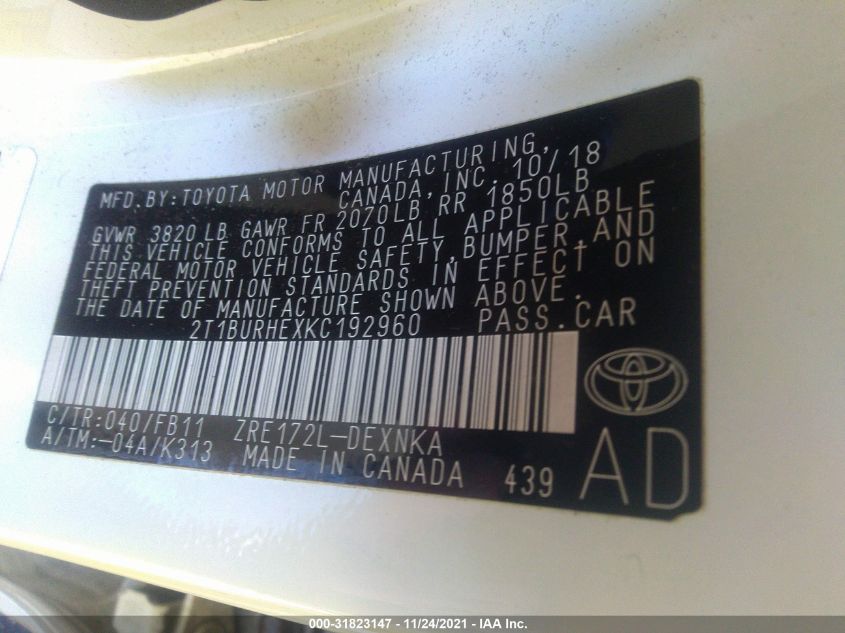 MFD. BY: TOYOTA MOTOR MANUFACTURING,
CANADA, INC. 10/18
GVWR 3820 LB GAWR FR 2070LB RR 1850LB
THIS VEHICLE CONFORMS TO ALL APPLICABLE
FEDERAL MOTOR VEHICLE SAFETY, BUMPER, AND
THEFT PREVENTION STANDARDS IN EFFECT ON
THE DATE OF MANUFACTURE SHOWN ABOVE.
2T1BURHEXKC192960 PASS. CAR
C/TR: 040/FB11 ZRE172L-DEXNKA
A/TM: -04A/K313 MADE IN CANADA 439 AD
000-31823147 - 11/24/2021 - IAA Inc.